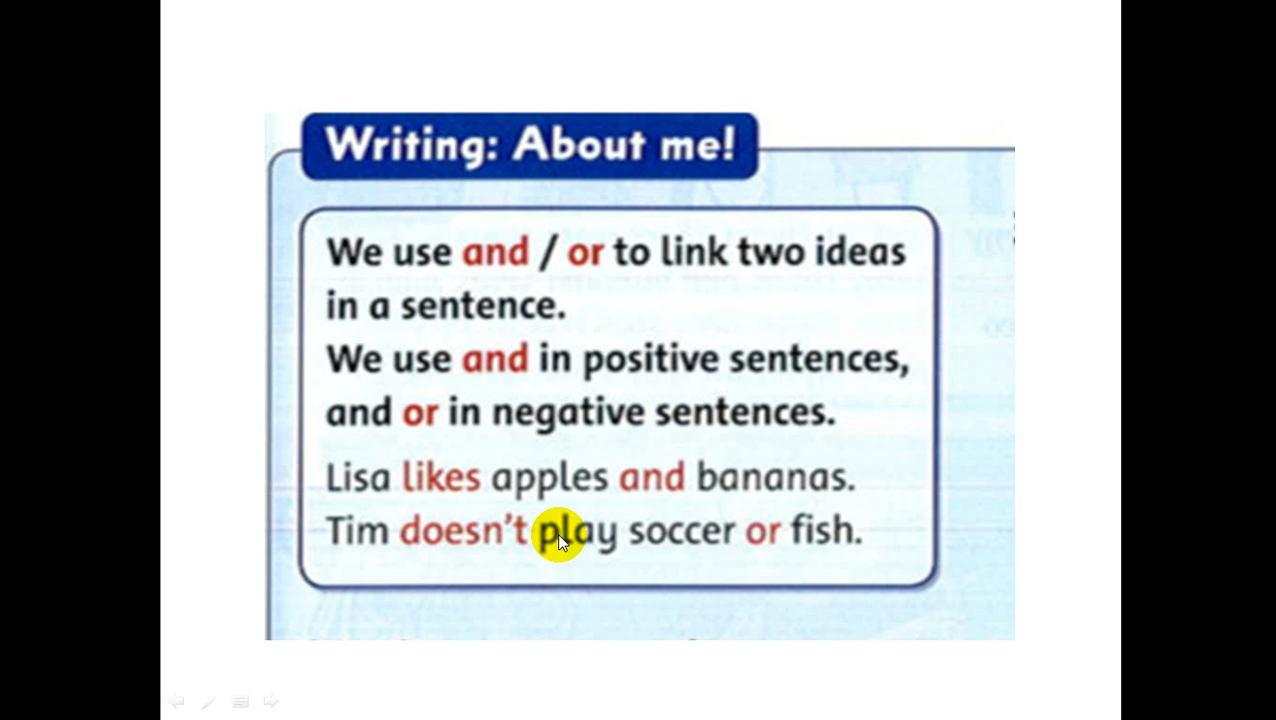 Writing: About me!
We use and / or to link two ideas
in a sentence.
We use and in positive sentences,
and or in negative sentences.
Lisa likes apples and bananas.
Tim doesn't play soccer or fish.